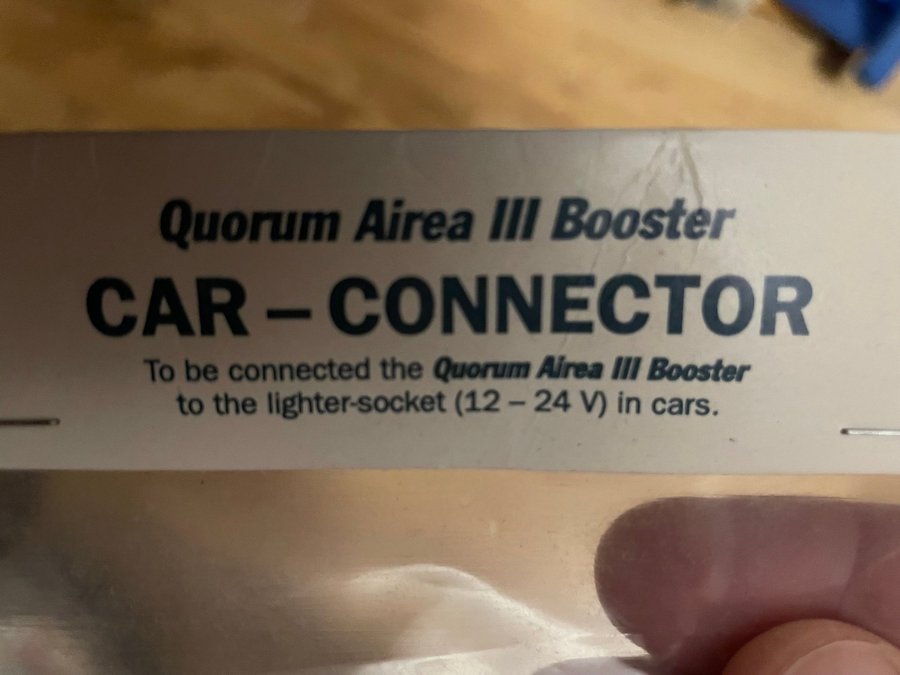 Quorum Airea III Booster
CAR – CONNECTOR
To be connected the Quorum Airea III Booster
to the lighter-socket (12 – 24 V) in cars.